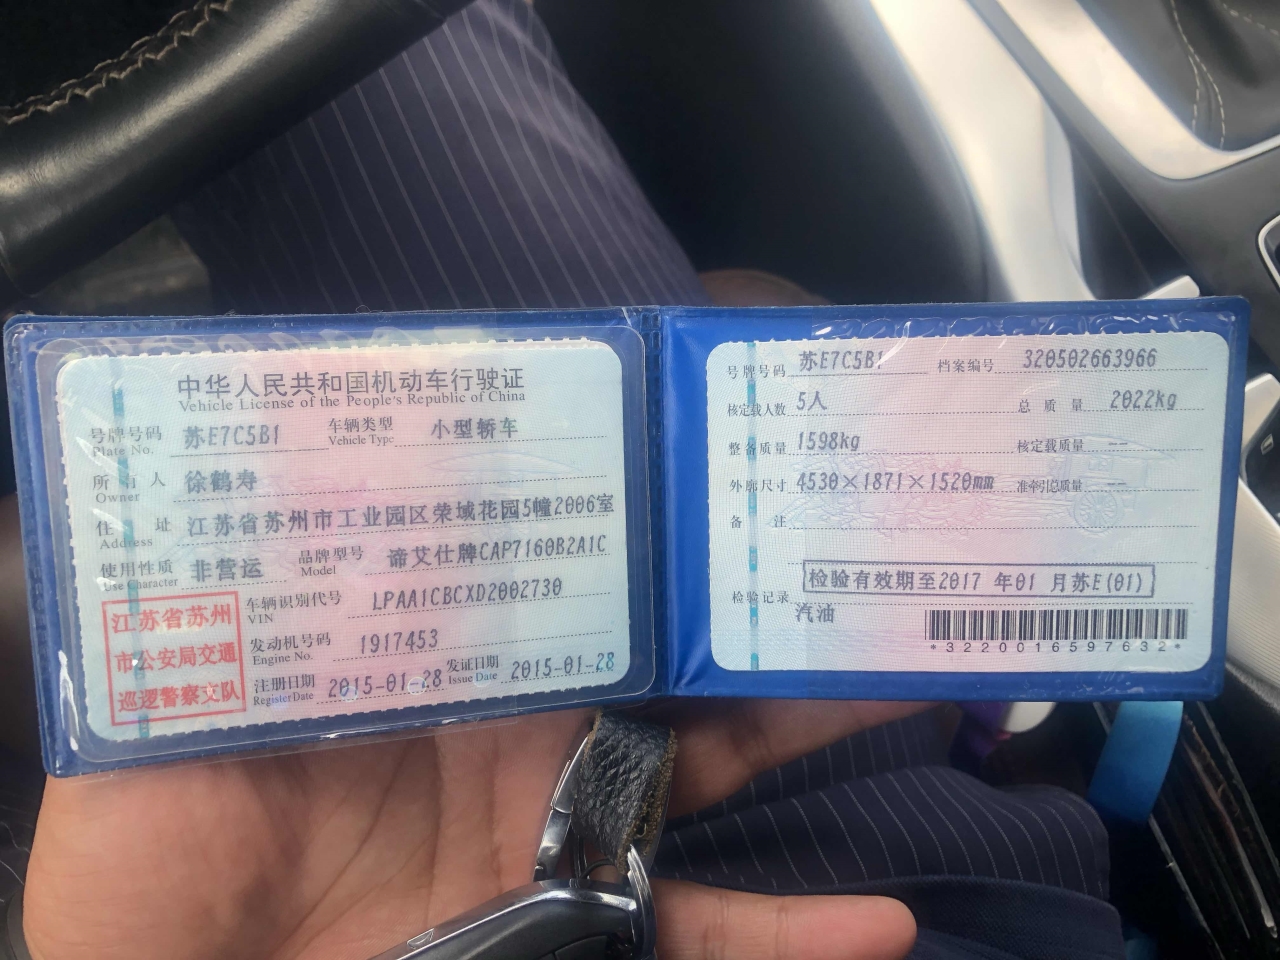 中华人民共和国机动车行驶证
Vehicle License of the People's Republic of China
号牌号码 苏E7C5B1 车辆类型 小型轿车
Plate No. Vehicle Type
所有人 徐鹤寿
Owner
住址 江苏省苏州市工业园区荣域花园5幢2006室
Address
使用性质 非营运 品牌型号 谛艾仕牌CAP7160B2A1C
Use Character Model
江苏省苏州
市公安局交通
巡逻警察支队
车辆识别代号 LPAA1CBCXD2002730
VIN
发动机号码 1917453
Engine No.
注册日期 2015-01-28 发证日期 2015-01-28
Register Date Issue Date
号牌号码 苏E7C5B1 档案编号 320502663966
核定载人数 5人 总质量 2022kg
整备质量 1598kg 核定载质量 --
外廓尺寸 4530×1871×1520mm 准牵引总质量 --
备注
检验记录 检验有效期至2017年01月苏E(01)
汽油
*3220016597632*